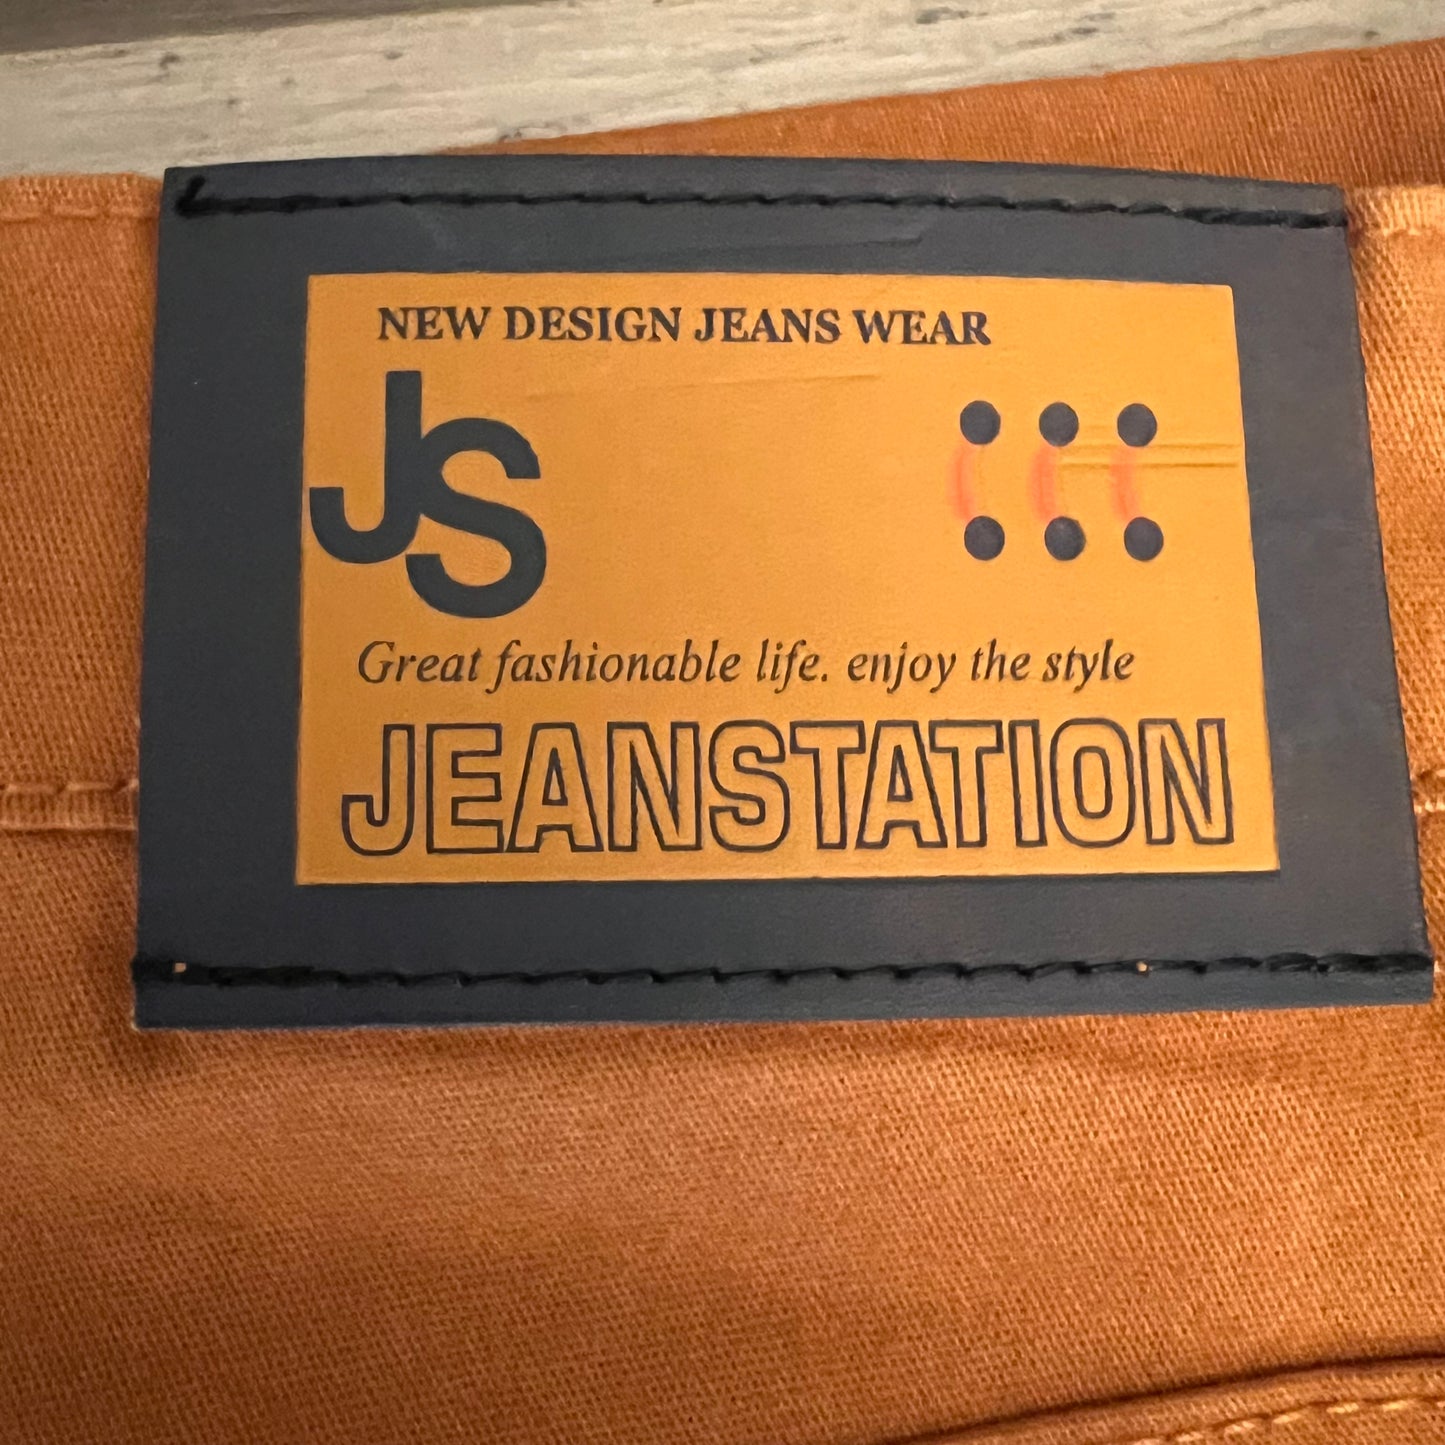 NEW DESIGN JEANS WEAR
JS
Great fashionable life. enjoy the style
JEANSTATION